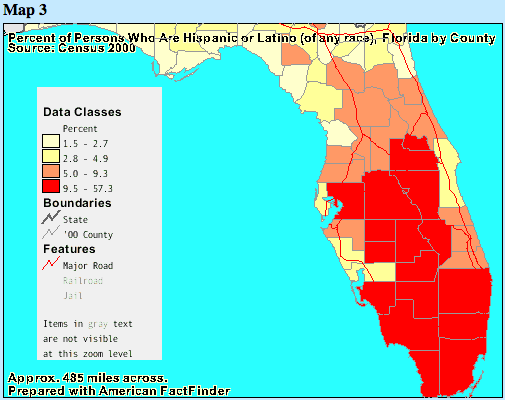 Map 3
Percent of Persons Who Are Hispanic or Latino (of any race), Florida by County
Source: Census 2000
Data Classes
Percent
1.5 - 2.7
2.8 - 4.9
5.0 - 9.3
9.5 - 57.3
Boundaries
State
'00 County
Features
Major Road
Railroad
Jail
Items in gray text
are not visible
at this zoom level
Approx. 485 miles across.
Prepared with American FactFinder